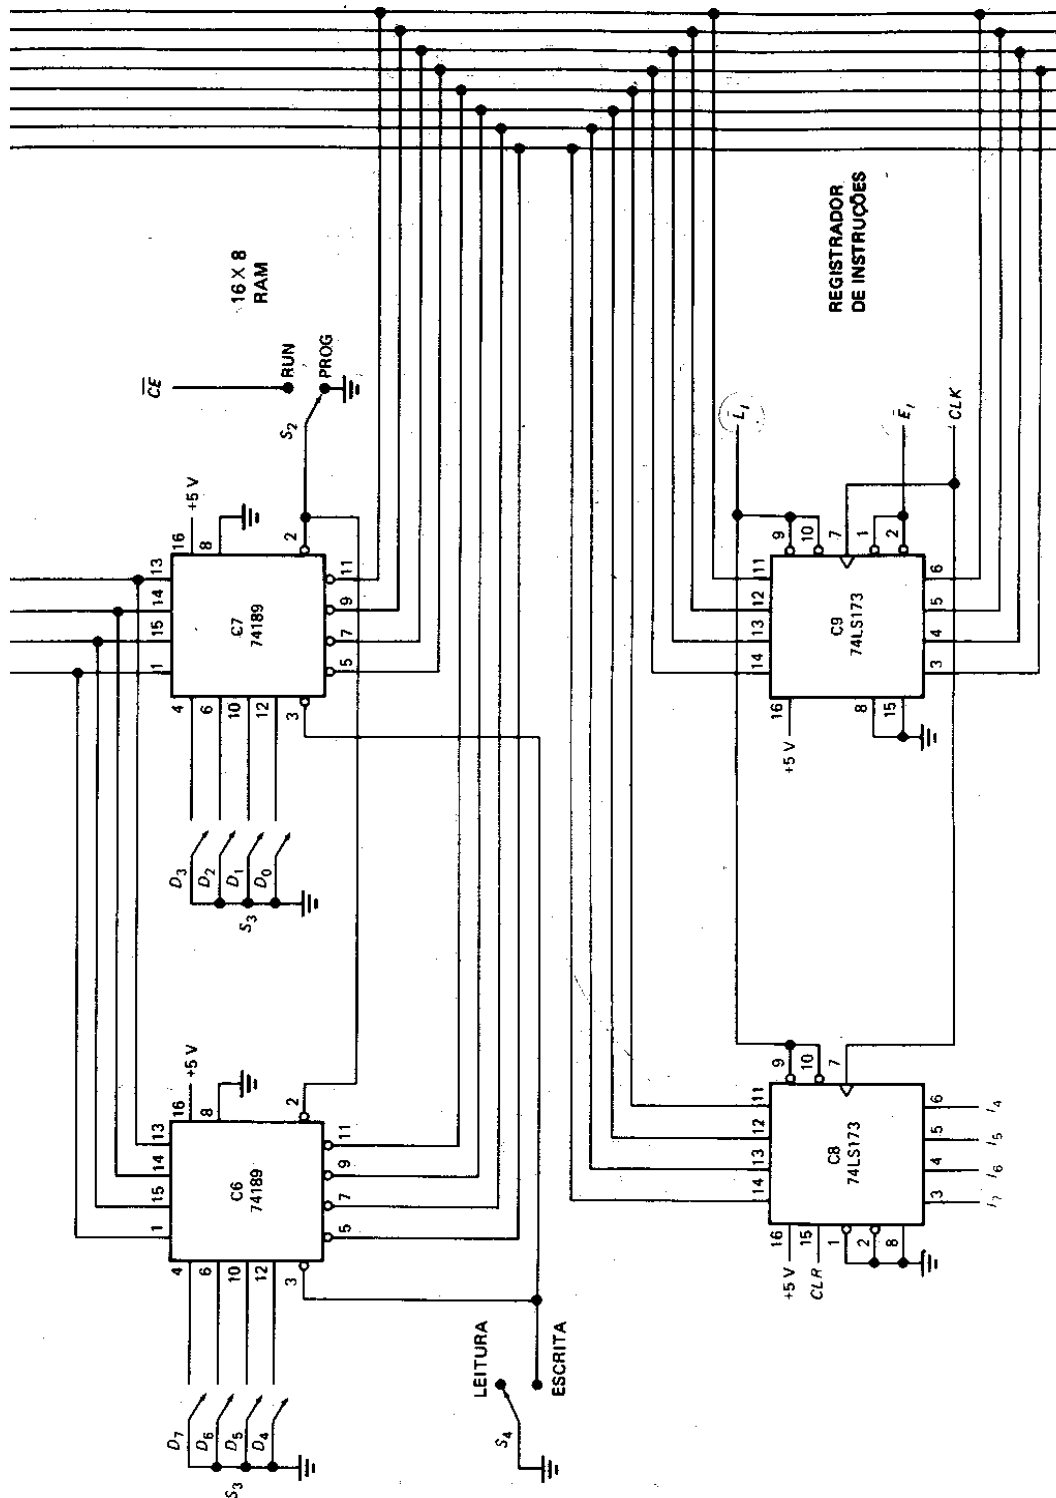 16 X 8
RAM
REGISTRADOR
DE INSTRUÇÕES
CE
RUN
PROG
S2
L I
E I
CLK
+5 V
16
8
2
13
14
15
1
C7
74189
11
9
7
5
4
6
10
12
3
D3
D2
D1
D0
S3
9
10
7
1
2
11
12
13
14
C9
74LS173
6
5
4
3
16
8
15
+5 V
+5 V
16
8
2
13
14
15
1
C6
74189
11
9
7
5
4
6
10
12
3
D7
D6
D5
D4
S3
9
10
7
11
12
13
14
C8
74LS173
6
5
4
3
I4
I5
I6
I7
16
15
1
2
8
+5 V
CLR
LEITURA
ESCRITA
S4